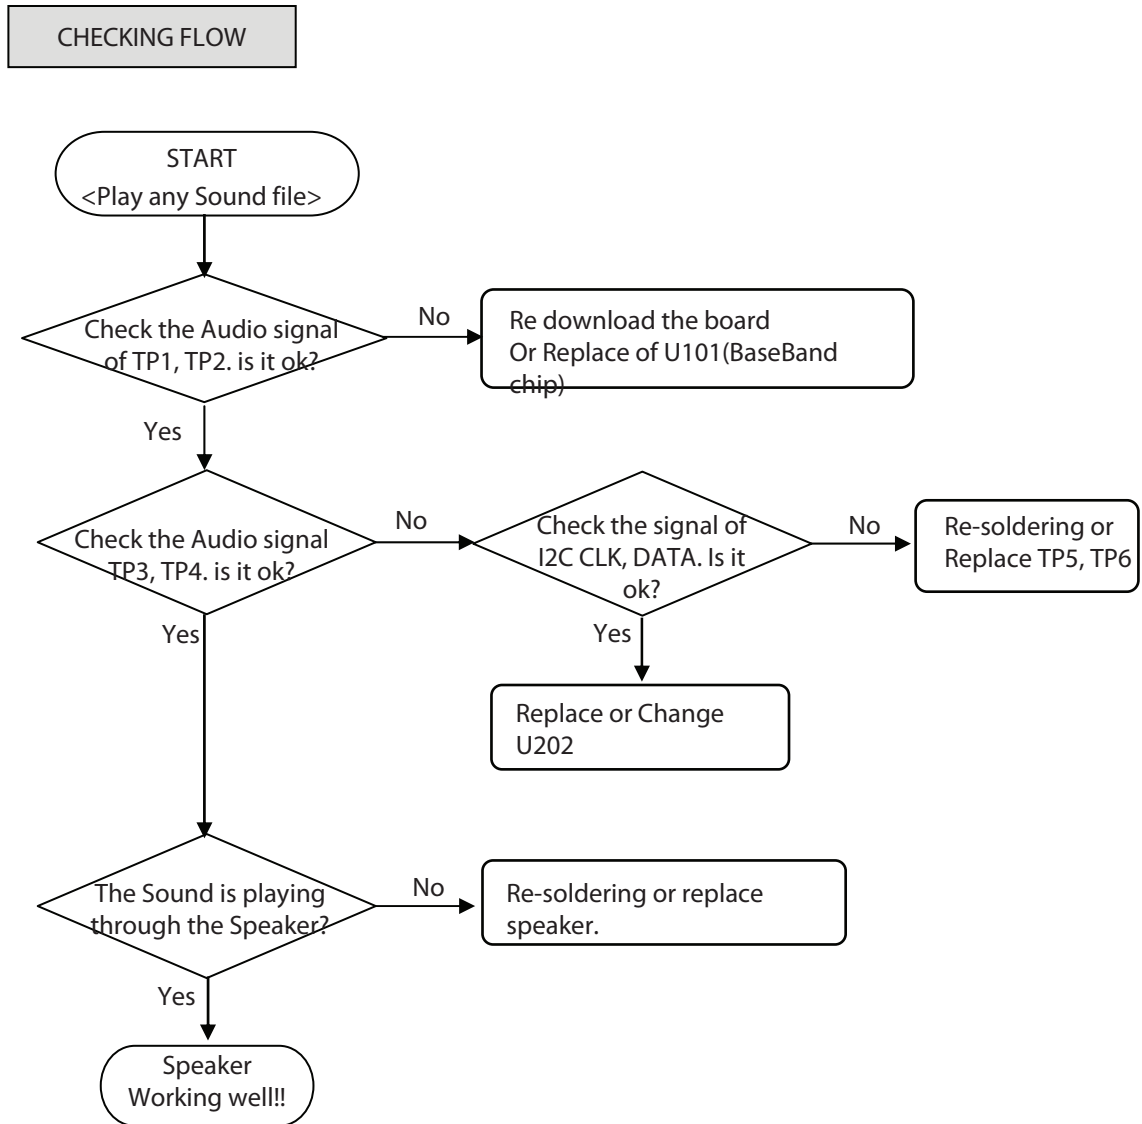 CHECKING FLOW
START
<Play any Sound file>
Check the Audio signal
of TP1, TP2. is it ok?
No
Re download the board
Or Replace of U101(BaseBand
chip)
Yes
Check the Audio signal
TP3, TP4. is it ok?
No
Check the signal of
I2C CLK, DATA. Is it
ok?
No
Re-soldering or
Replace TP5, TP6
Yes
Yes
Replace or Change
U202
The Sound is playing
through the Speaker?
No
Re-soldering or replace
speaker.
Yes
Speaker
Working well!!